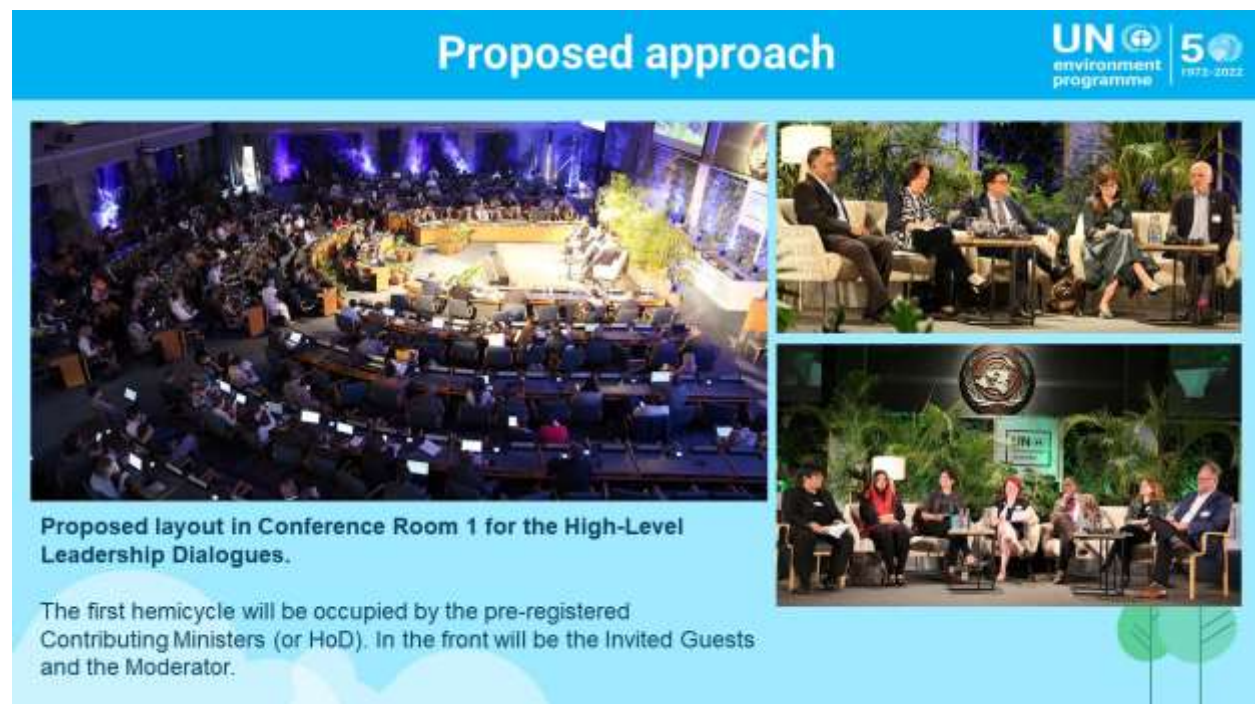 Proposed approach
UN
environment
programme
50
1972-2022
UN
Proposed layout in Conference Room 1 for the High-Level
Leadership Dialogues.
The first hemicycle will be occupied by the pre-registered
Contributing Ministers (or HoD). In the front will be the Invited Guests
and the Moderator.